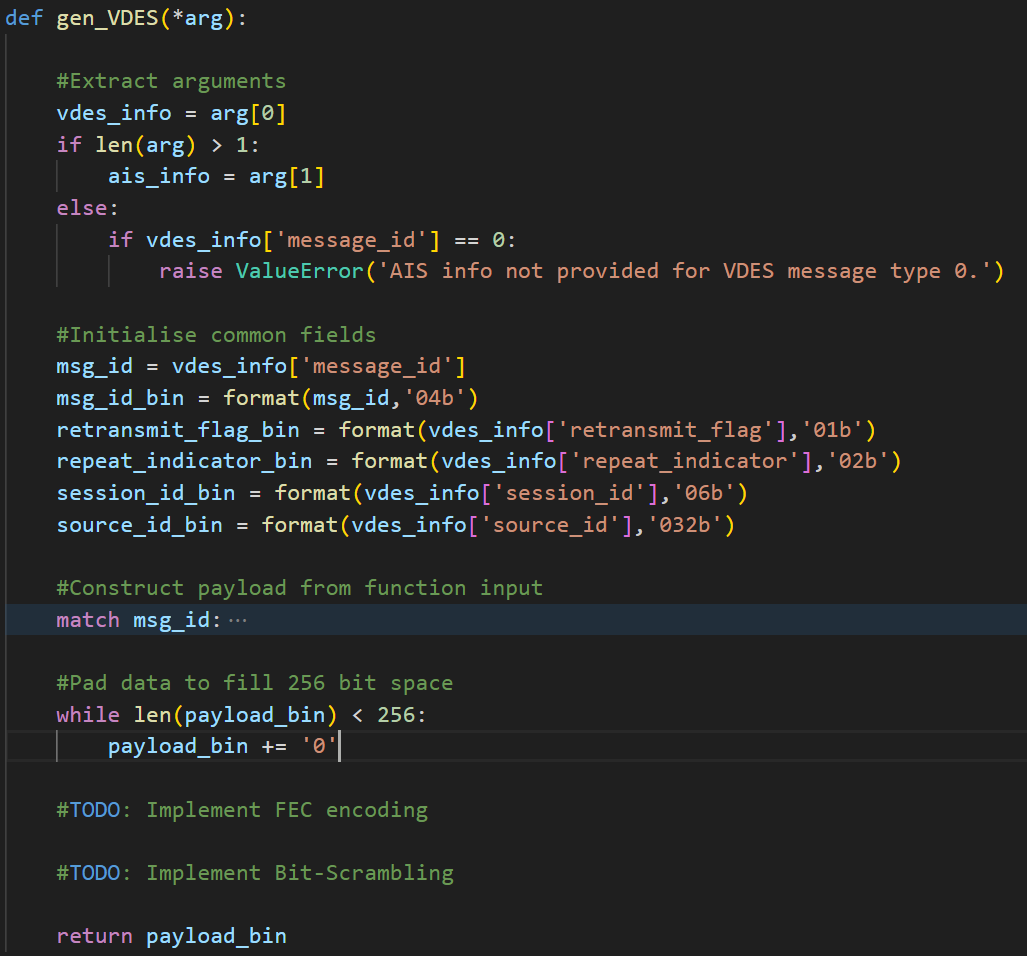 def gen_VDES(*arg):
#Extract arguments
vdes_info = arg[0]
if len(arg) > 1:
ais_info = arg[1]
else:
if vdes_info['message_id'] == 0:
raise ValueError('AIS info not provided for VDES message type 0.')
#Initialise common fields
msg_id = vdes_info['message_id']
msg_id_bin = format(msg_id,'04b')
retransmit_flag_bin = format(vdes_info['retransmit_flag'],'01b')
repeat_indicator_bin = format(vdes_info['repeat_indicator'],'02b')
session_id_bin = format(vdes_info['session_id'],'06b')
source_id_bin = format(vdes_info['source_id'],'032b')
#Construct payload from function input
match msg_id:···
#Pad data to fill 256 bit space
while len(payload_bin) < 256:
payload_bin += '0'
#TODO: Implement FEC encoding
#TODO: Implement Bit-Scrambling
return payload_bin